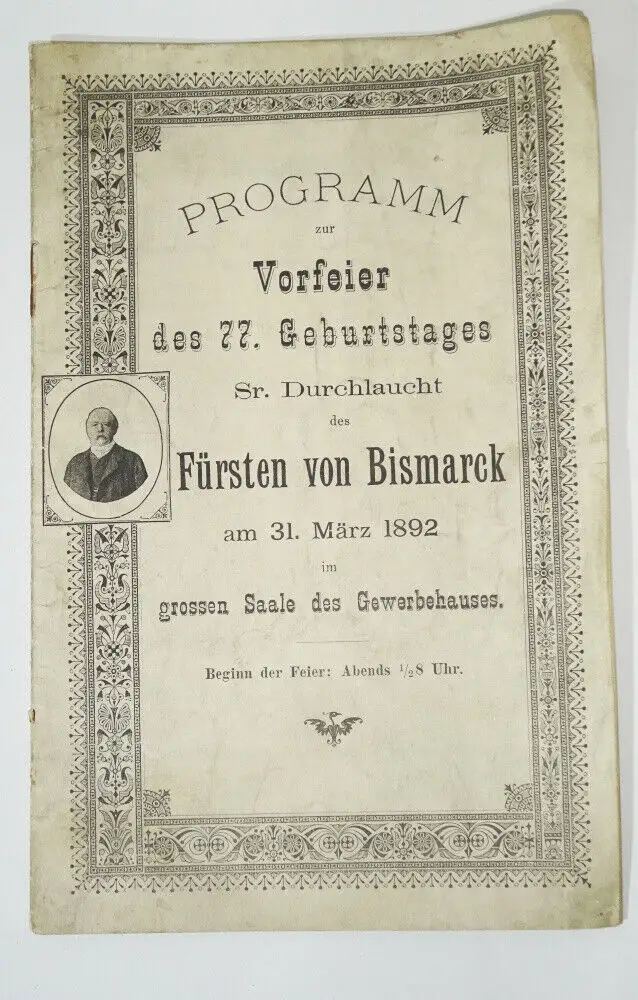 PROGRAMM
zur
Vorfeier
des 77. Geburtstages
Sr. Durchlaucht
des
Fürsten von Bismarck
am 31. März 1892
im
grossen Saale des Gewerbehauses.
Beginn der Feier: Abends 1/28 Uhr.